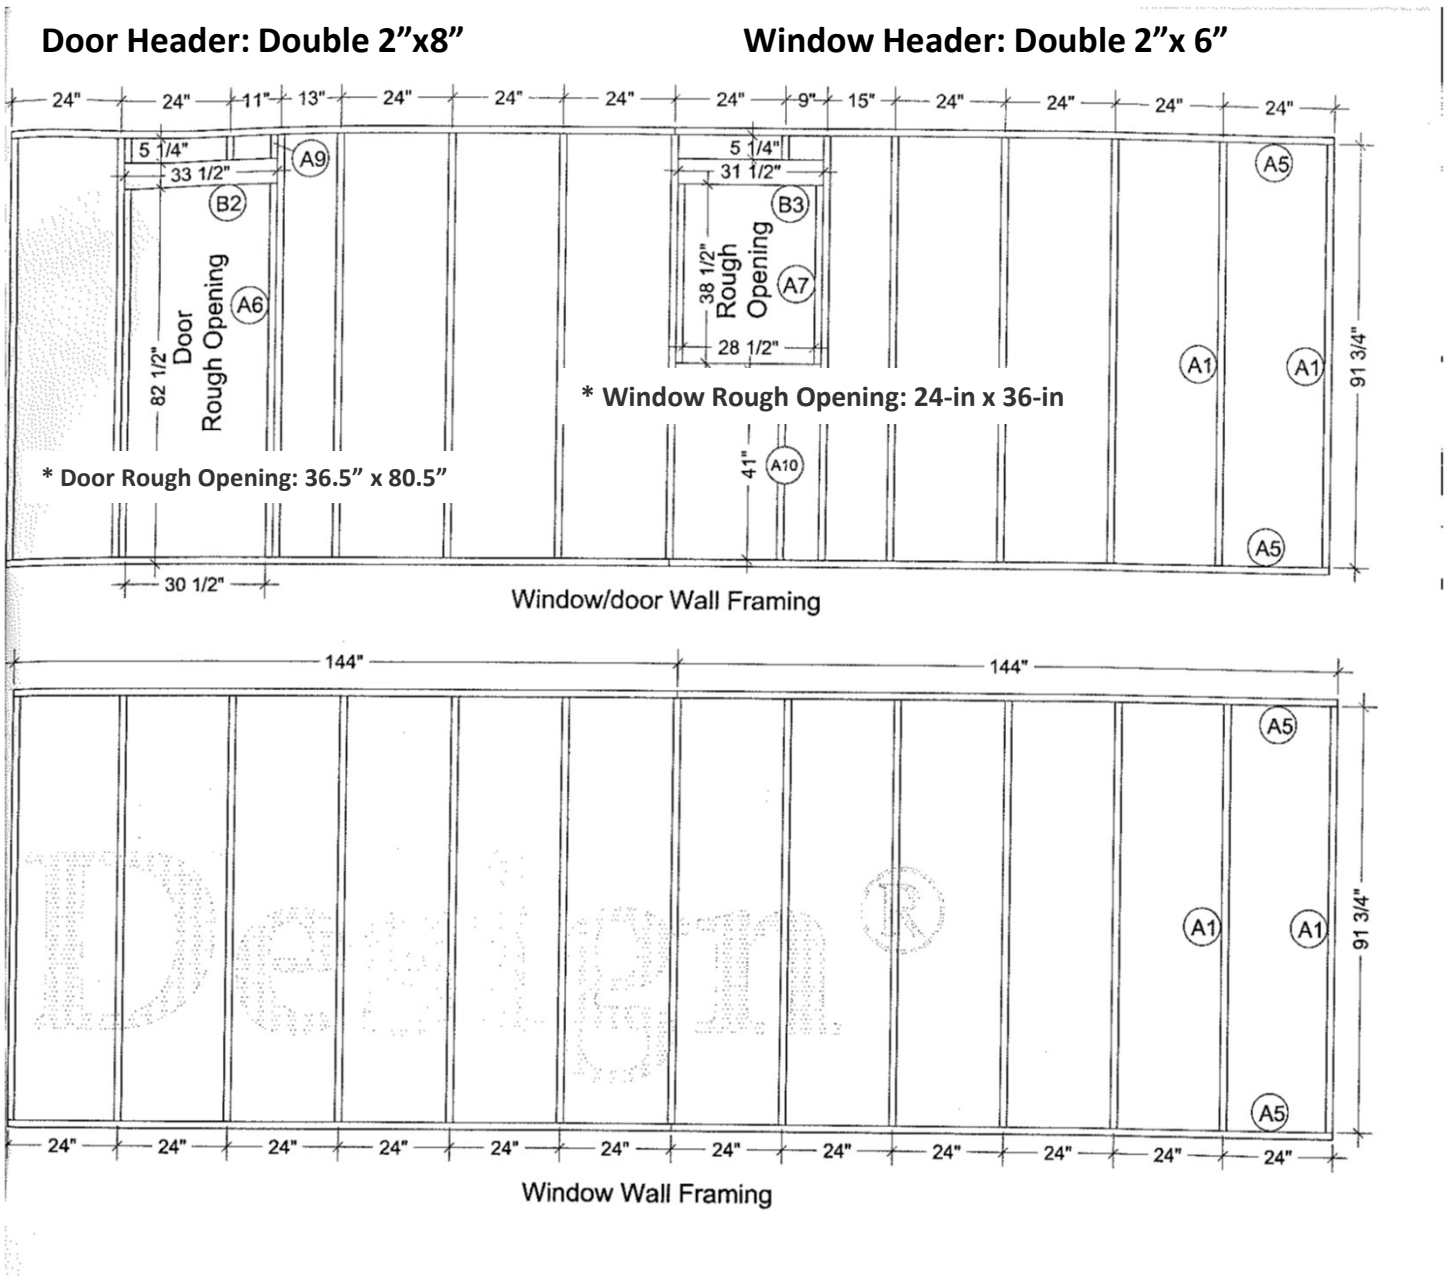 Door Header: Double 2”x8”
Window Header: Double 2”x 6”
24" 24" 11" 13" 24" 24" 24" 24" 9" 15" 24" 24" 24" 24"
5 1/4"
A9
33 1/2"
B2
5 1/4"
31 1/2"
B3
A5
A6
Door
Rough Opening
82 1/2"
38 1/2"
Rough
Opening
A7
28 1/2"
A1
A1
91 3/4"
* Window Rough Opening: 24-in x 36-in
* Door Rough Opening: 36.5” x 80.5”
41"
A10
A5
30 1/2"
Window/door Wall Framing
144" 144"
A5
Design ®
A1
A1
91 3/4"
A5
24" 24" 24" 24" 24" 24" 24" 24" 24" 24" 24" 24"
Window Wall Framing